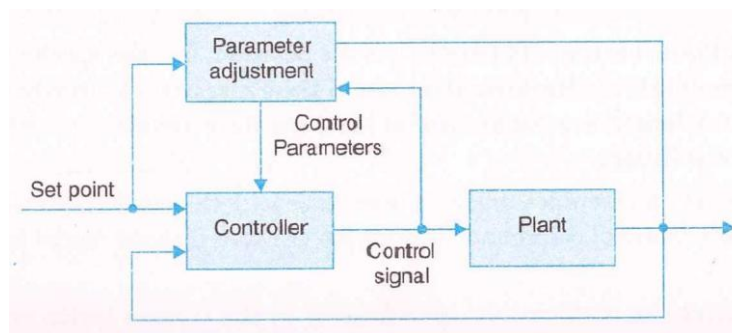 Parameter
adjustment
Control
Parameters
Set point
Controller
Plant
Control
signal